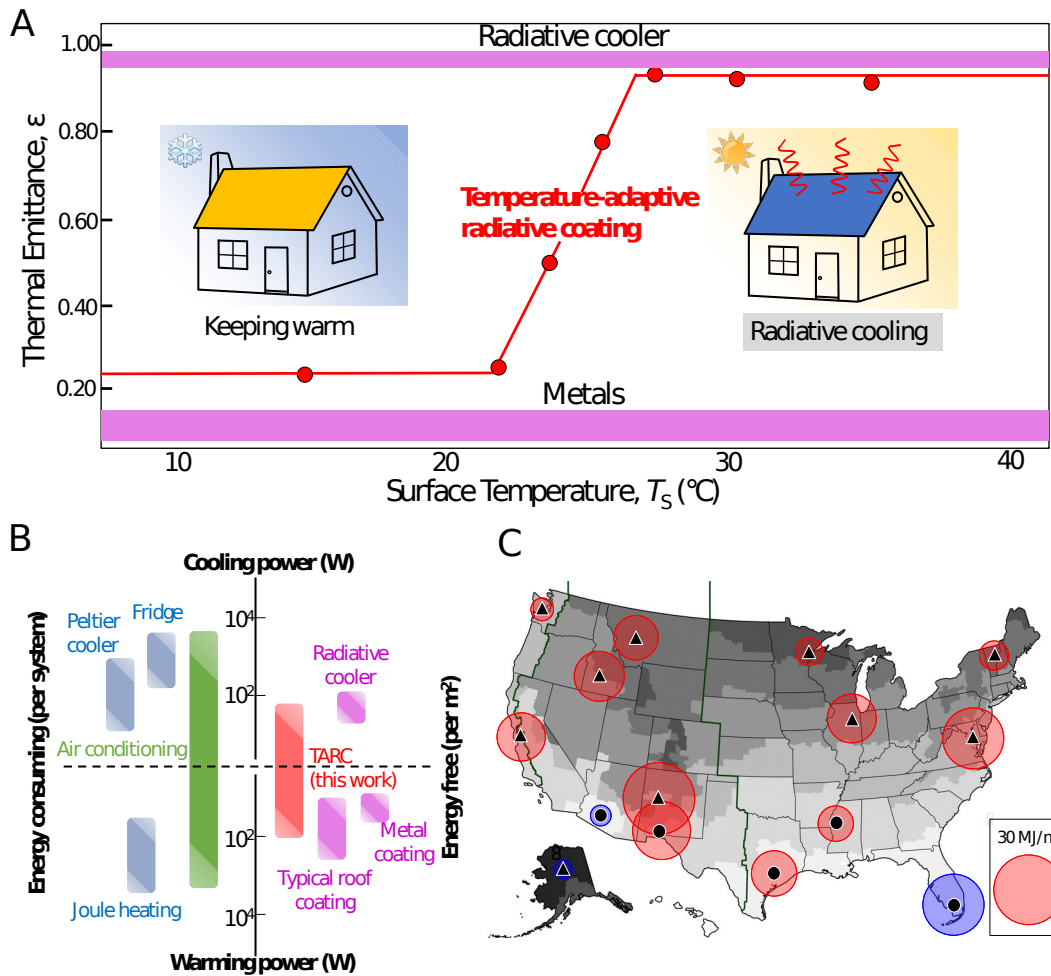 A
1.00
Radiative cooler
0.80
0.60
0.40
0.20
Thermal Emittance, ε
Temperature-adaptive
radiative coating
Keeping warm
Radiative cooling
Metals
10
20
30
40
Surface Temperature, TS (°C)
B
Cooling power (W)
Energy consuming (per system)
Energy free (per m²)
10⁴
10²
10²
10⁴
Peltier
cooler
Fridge
Radiative
cooler
Air conditioning
TARC
(this work)
Metal
coating
Typical roof
coating
Joule heating
Warming power (W)
C
8
30 MJ/m